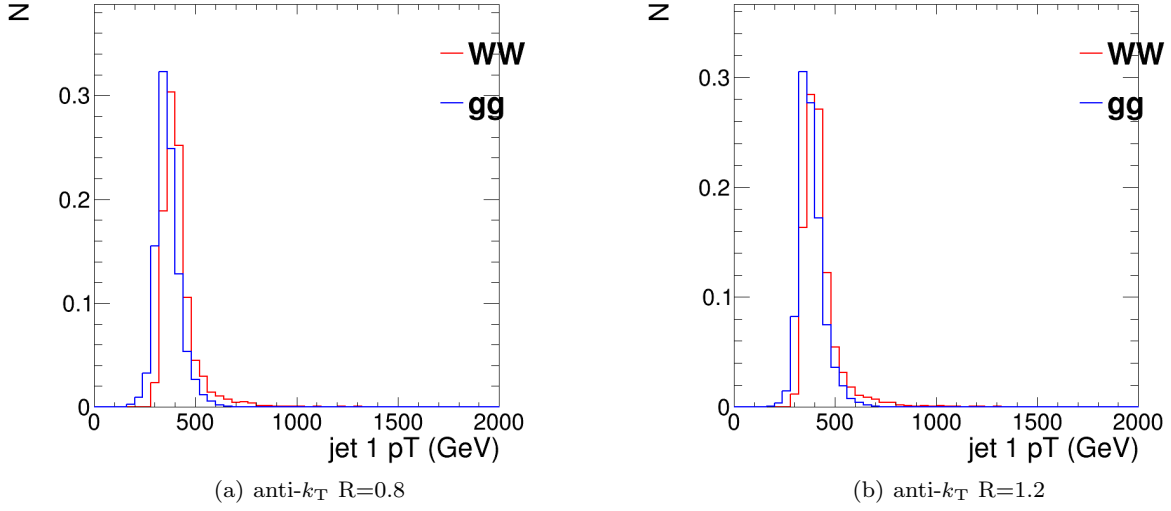 N
WW
gg
0.3
0.2
0.1
0
0 500 1000 1500 2000
jet 1 pT (GeV)
(a) anti-kT R=0.8
N
WW
gg
0.3
0.2
0.1
0
0 500 1000 1500 2000
jet 1 pT (GeV)
(b) anti-kT R=1.2